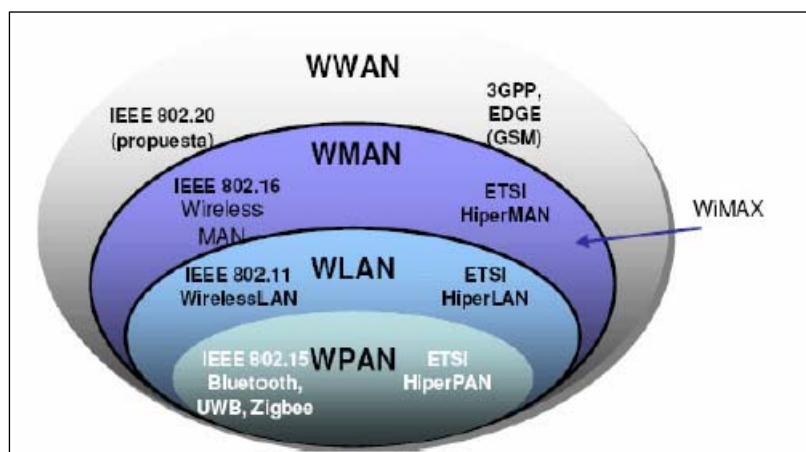 WWAN
IEEE 802.20
(propuesta)
3GPP,
EDGE
(GSM)
WMAN
IEEE 802.16
Wireless
MAN
ETSI
HiperMAN
WiMAX
WLAN
IEEE 802.11
WirelessLAN
ETSI
HiperLAN
WPAN
IEEE 802.15
Bluetooth,
UWB, Zigbee
ETSI
HiperPAN